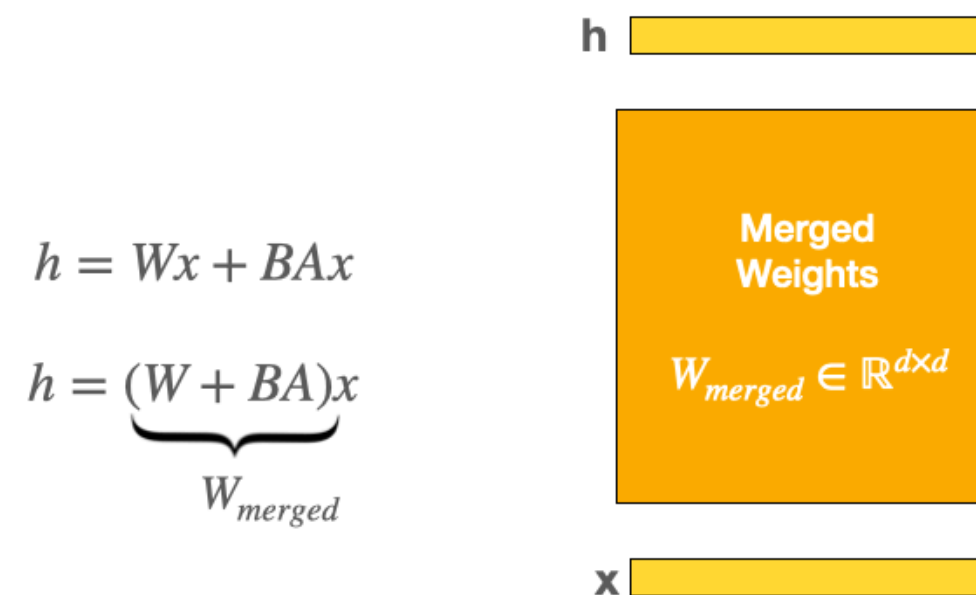 h = Wx + BAx
h = (W + BA)x
W_merged
h
Merged
Weights
W_merged ∈ ℝ^{d×d}
x